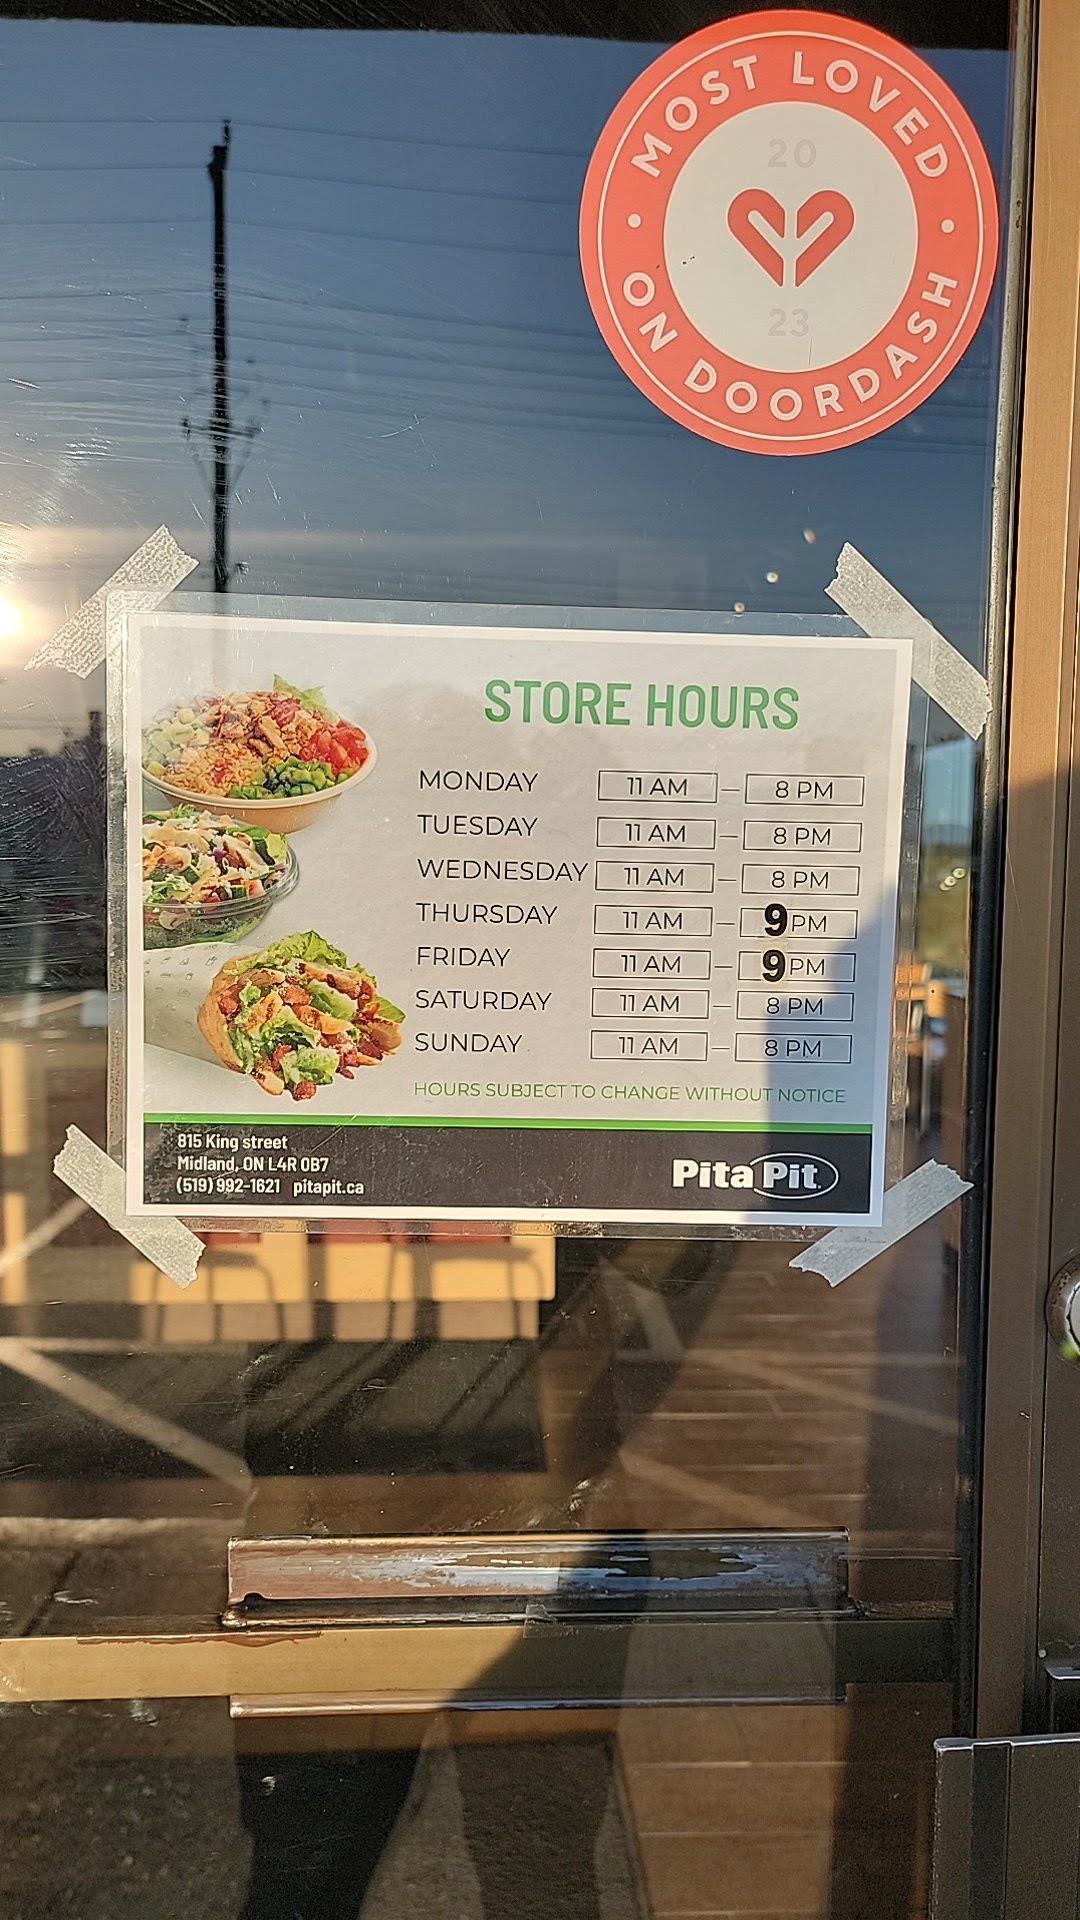 MOST LOVED
20
23
ON DOORDASH
STORE HOURS
MONDAY 11 AM — 8 PM
TUESDAY 11 AM — 8 PM
WEDNESDAY 11 AM — 8 PM
THURSDAY 11 AM — 9 PM
FRIDAY 11 AM — 9 PM
SATURDAY 11 AM — 8 PM
SUNDAY 11 AM — 8 PM
HOURS SUBJECT TO CHANGE WITHOUT NOTICE
815 King street
Midland, ON L4R 0B7
(519) 992-1621 pitapit.ca
Pita Pit